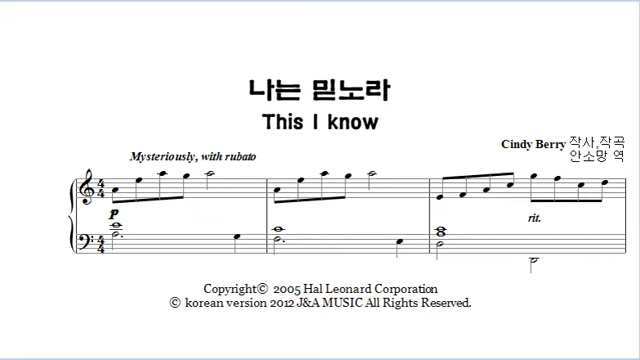 나는 믿노라
This I know
Cindy Berry 작사,작곡
안소망 역
Mysteriously, with rubato
p
rit.
Copyright© 2005 Hal Leonard Corporation
© korean version 2012 J&A MUSIC All Rights Reserved.